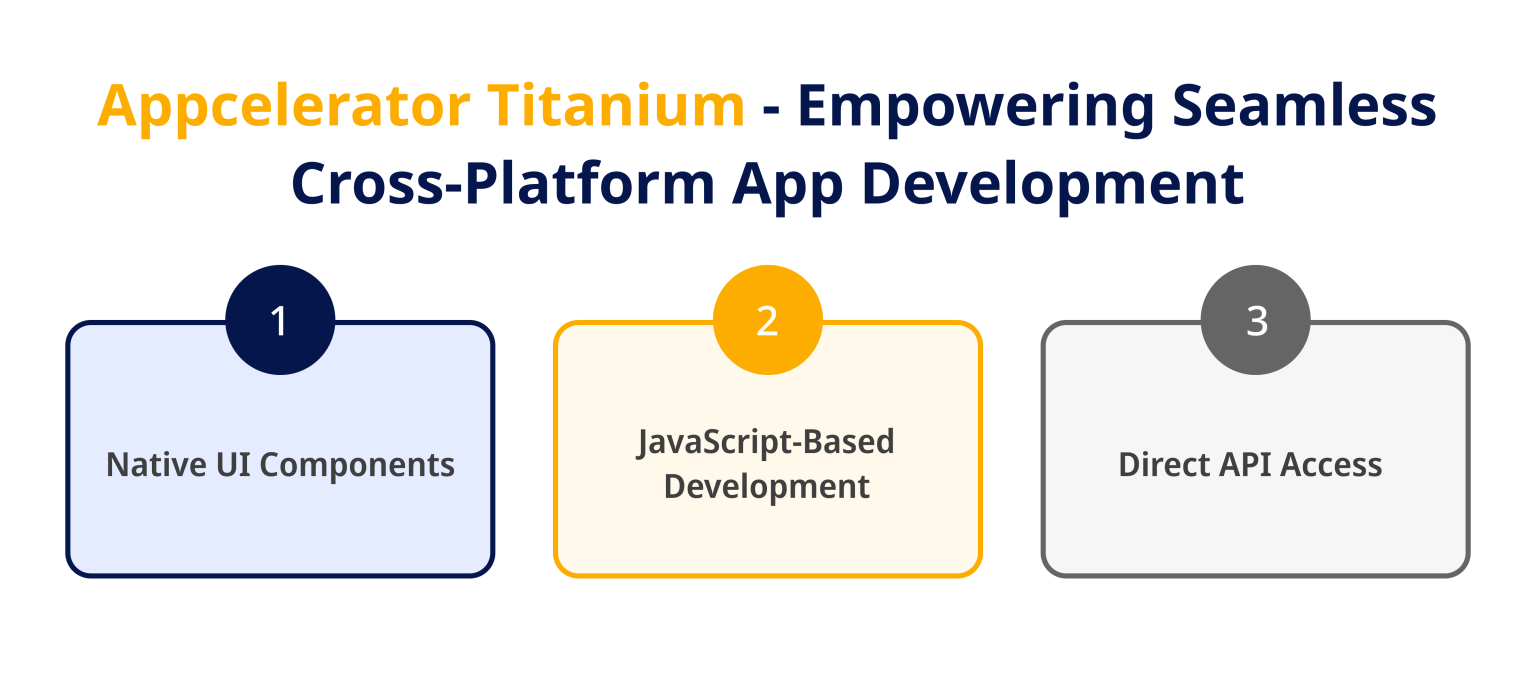 Appcelerator Titanium - Empowering Seamless
Cross-Platform App Development
1
Native UI Components
2
JavaScript-Based
Development
3
Direct API Access